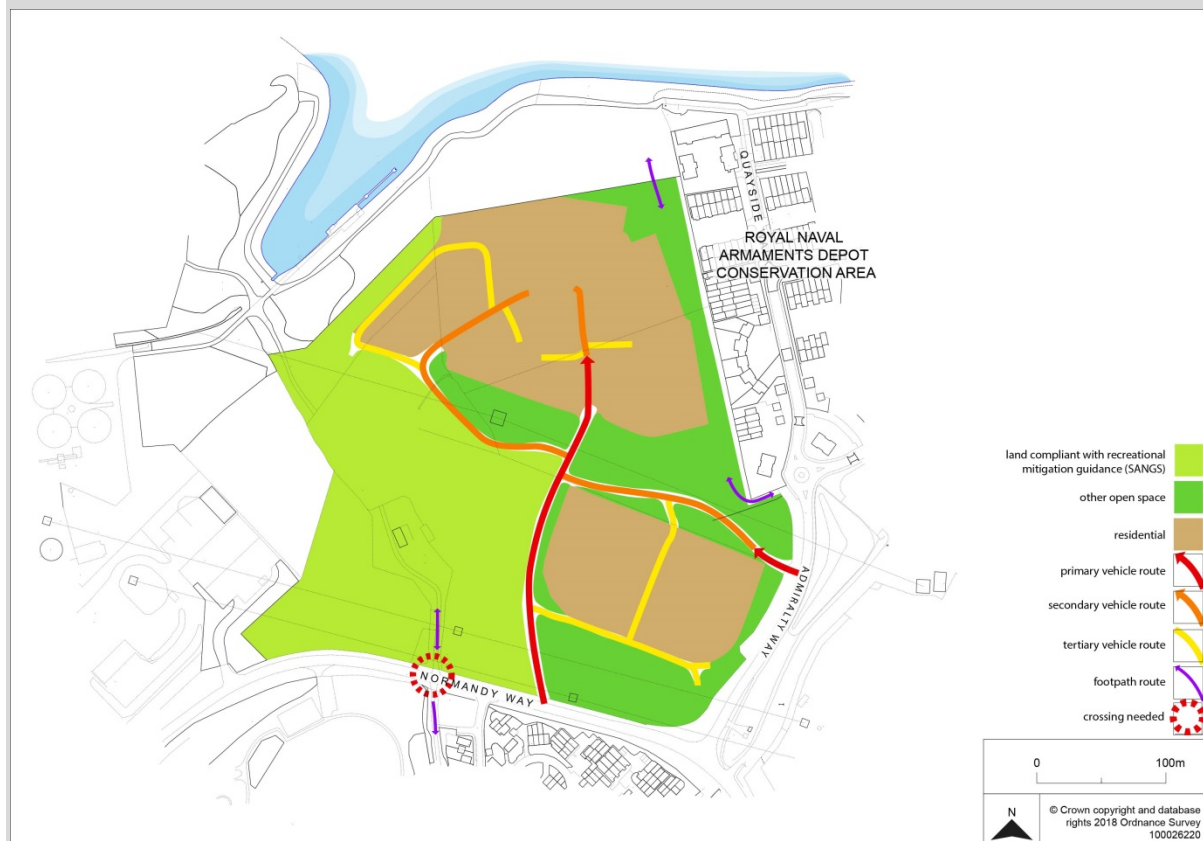 QUAYSIDE
ROYAL NAVAL
ARMAMENTS DEPOT
CONSERVATION AREA
ADMIRALTY WAY
NORMANDY WAY
land compliant with recreational
mitigation guidance (SANGS)
other open space
residential
primary vehicle route
secondary vehicle route
tertiary vehicle route
footpath route
crossing needed
0 100m
N
© Crown copyright and database
rights 2018 Ordnance Survey
100026220